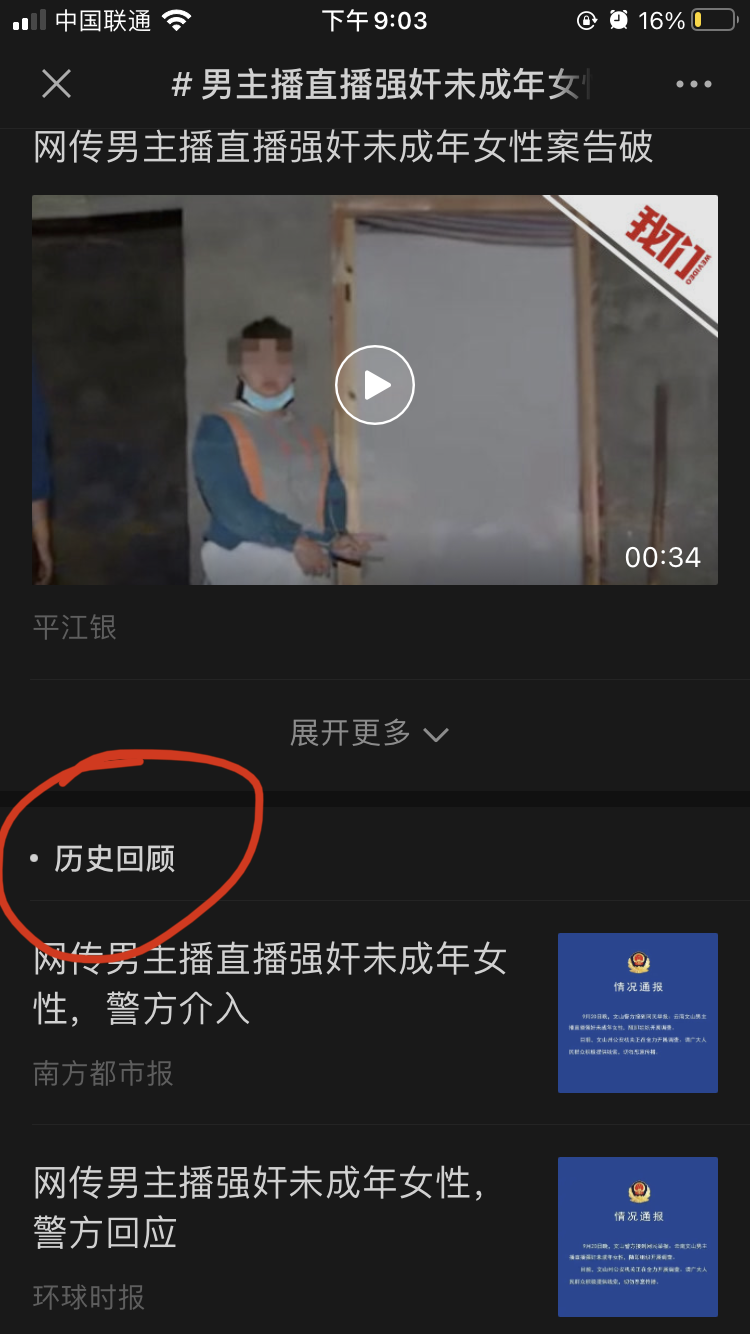 中国联通
下午9:03
16%
# 男主播直播强奸未成年女
网传男主播直播强奸未成年女性案告破
我们
WEVIDEO
00:34
平江银
展开更多
• 历史回顾
网传男主播直播强奸未成年女
性，警方介入
南方都市报
情况通报
网传男主播强奸未成年女性，
警方回应
环球时报
情况通报